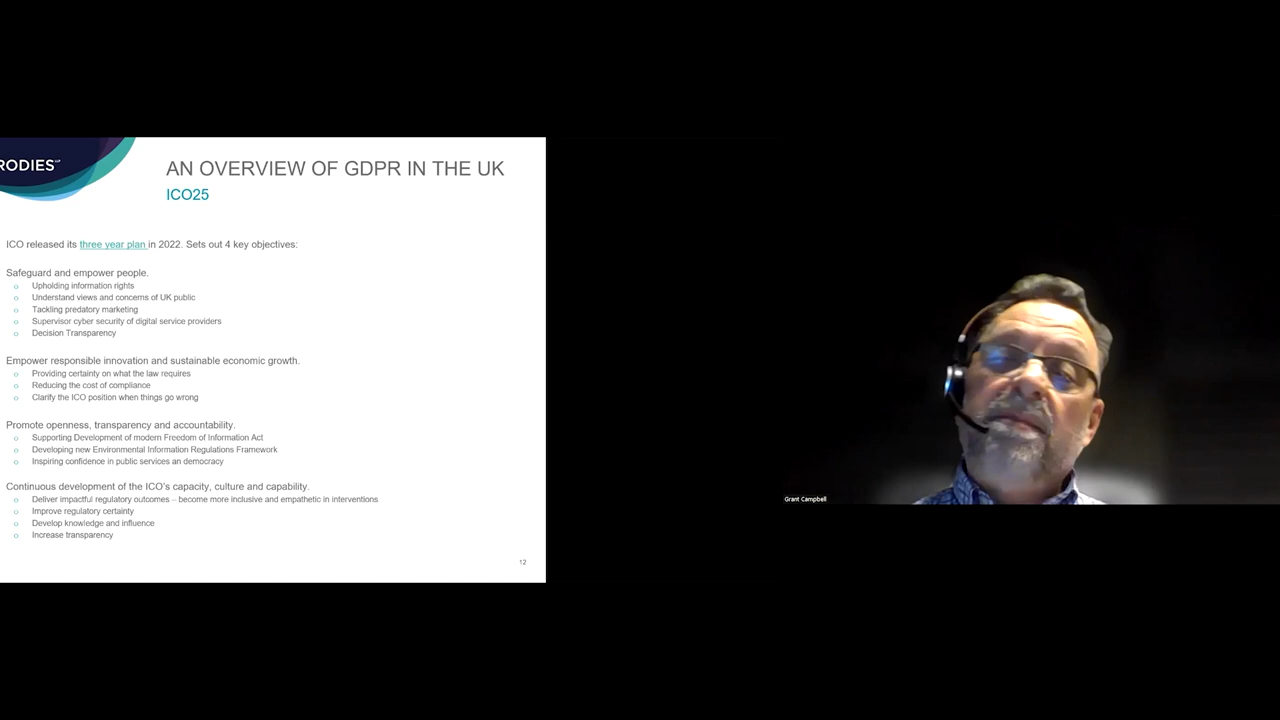 RODIES LLP
AN OVERVIEW OF GDPR IN THE UK
ICO25
ICO released its three year plan in 2022. Sets out 4 key objectives:
Safeguard and empower people.
o Upholding information rights
o Understand views and concerns of UK public
o Tackling predatory marketing
o Supervisor cyber security of digital service providers
o Decision Transparency
Empower responsible innovation and sustainable economic growth.
o Providing certainty on what the law requires
o Reducing the cost of compliance
o Clarify the ICO position when things go wrong
Promote openness, transparency and accountability.
o Supporting Development of modern Freedom of Information Act
o Developing new Environmental Information Regulations Framework
o Inspiring confidence in public services an democracy
Continuous development of the ICO's capacity, culture and capability.
o Deliver impactful regulatory outcomes – become more inclusive and empathetic in interventions
o Improve regulatory certainty
o Develop knowledge and influence
o Increase transparency
12
Grant Campbell